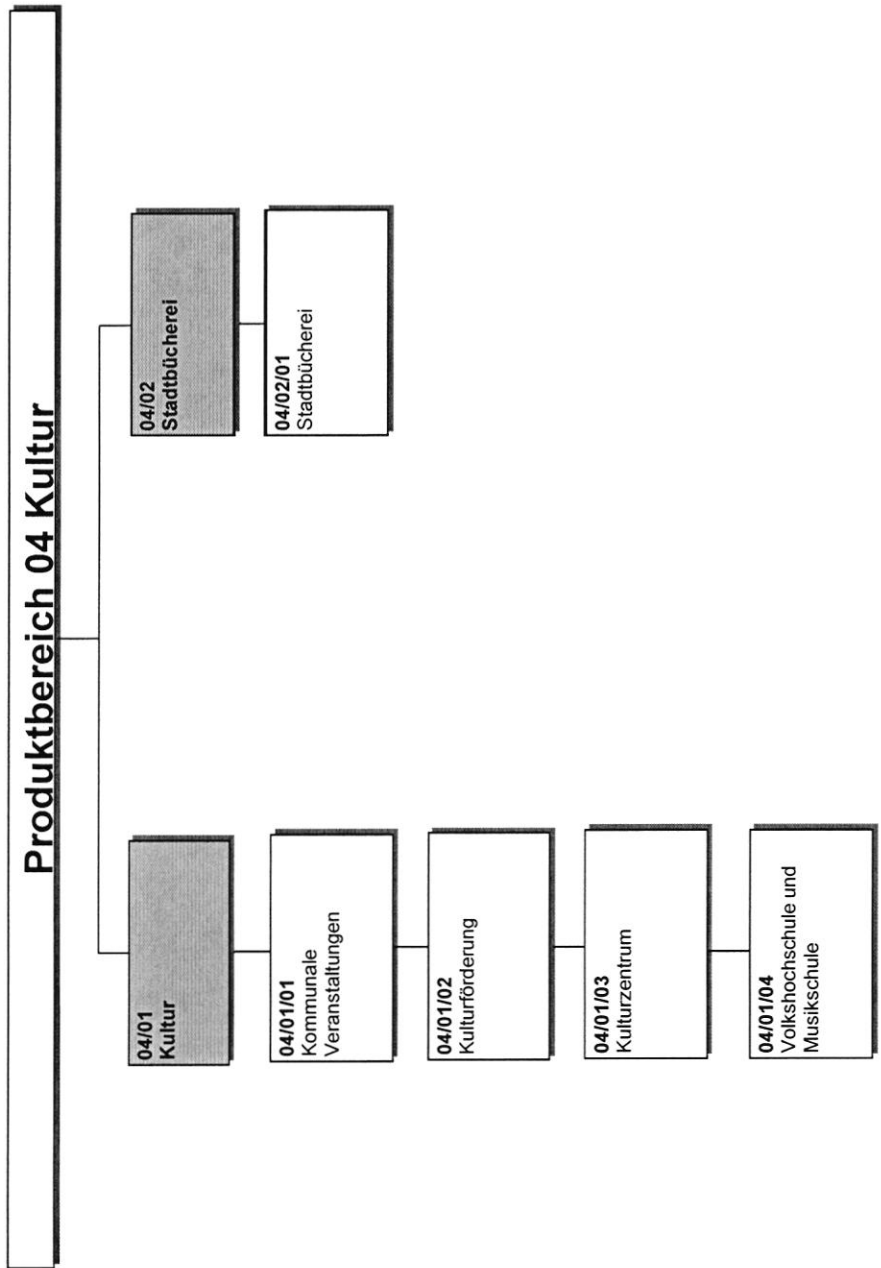 Produktbereich 04 Kultur
04/01
Kultur
04/01/01
Kommunale
Veranstaltungen
04/01/02
Kulturförderung
04/01/03
Kulturzentrum
04/01/04
Volkshochschule und
Musikschule
04/02
Stadtbücherei
04/02/01
Stadtbücherei